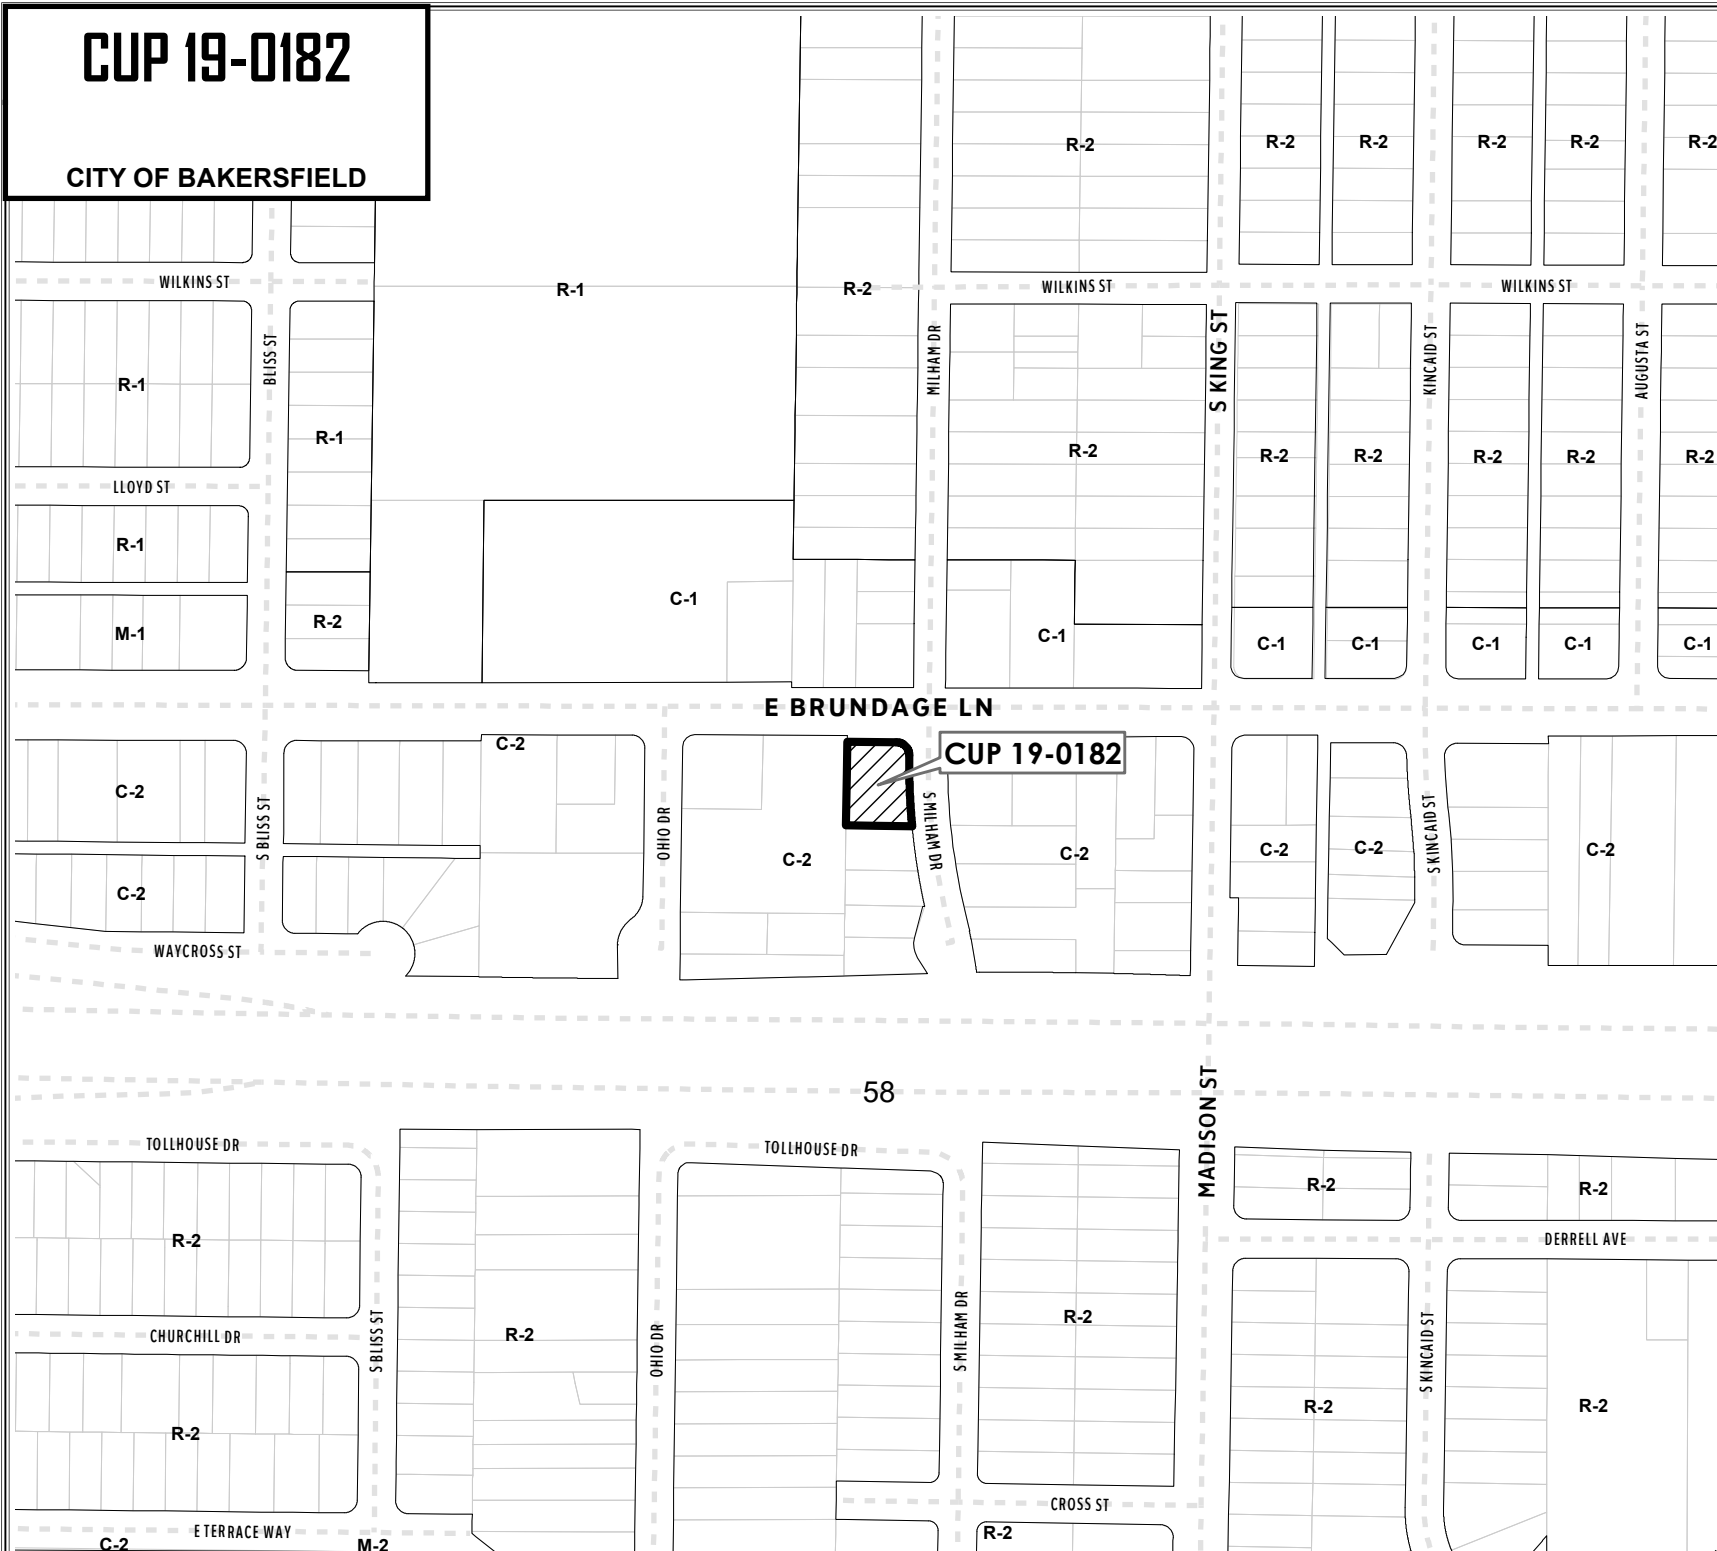 CUP 19-0182
CITY OF BAKERSFIELD
R-2
R-2
R-2
R-2
R-2
R-2
WILKINS ST
R-1
R-2
WILKINS ST
WILKINS ST
BLISS ST
MILHAM DR
S KING ST
KINCAID ST
AUGUSTA ST
R-1
R-1
R-2
R-2
R-2
R-2
R-2
R-2
LLOYD ST
R-1
C-1
R-2
M-1
C-1
C-1
C-1
C-1
C-1
C-1
E BRUNDAGE LN
C-2
CUP 19-0182
C-2
S BLISS ST
OHIO DR
S MILHAM DR
S KINCAID ST
C-2
C-2
C-2
C-2
C-2
C-2
WAYCROSS ST
58
MADISON ST
TOLLHOUSE DR
TOLLHOUSE DR
R-2
R-2
R-2
DERRELL AVE
CHURCHILL DR
S BLISS ST
R-2
OHIO DR
S MILHAM DR
R-2
S KINCAID ST
R-2
R-2
R-2
CROSS ST
E TERRACE WAY
R-2
C-2
M-2